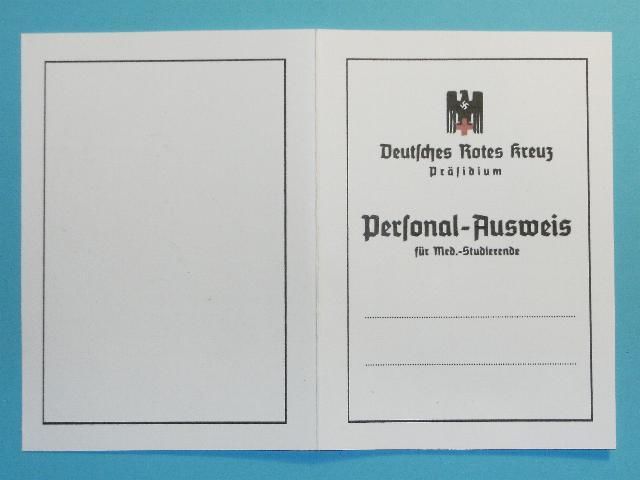 Deutſches Rotes Kreuz
Präſidium
Perſonal-Ausweis
für Med.-Studierende